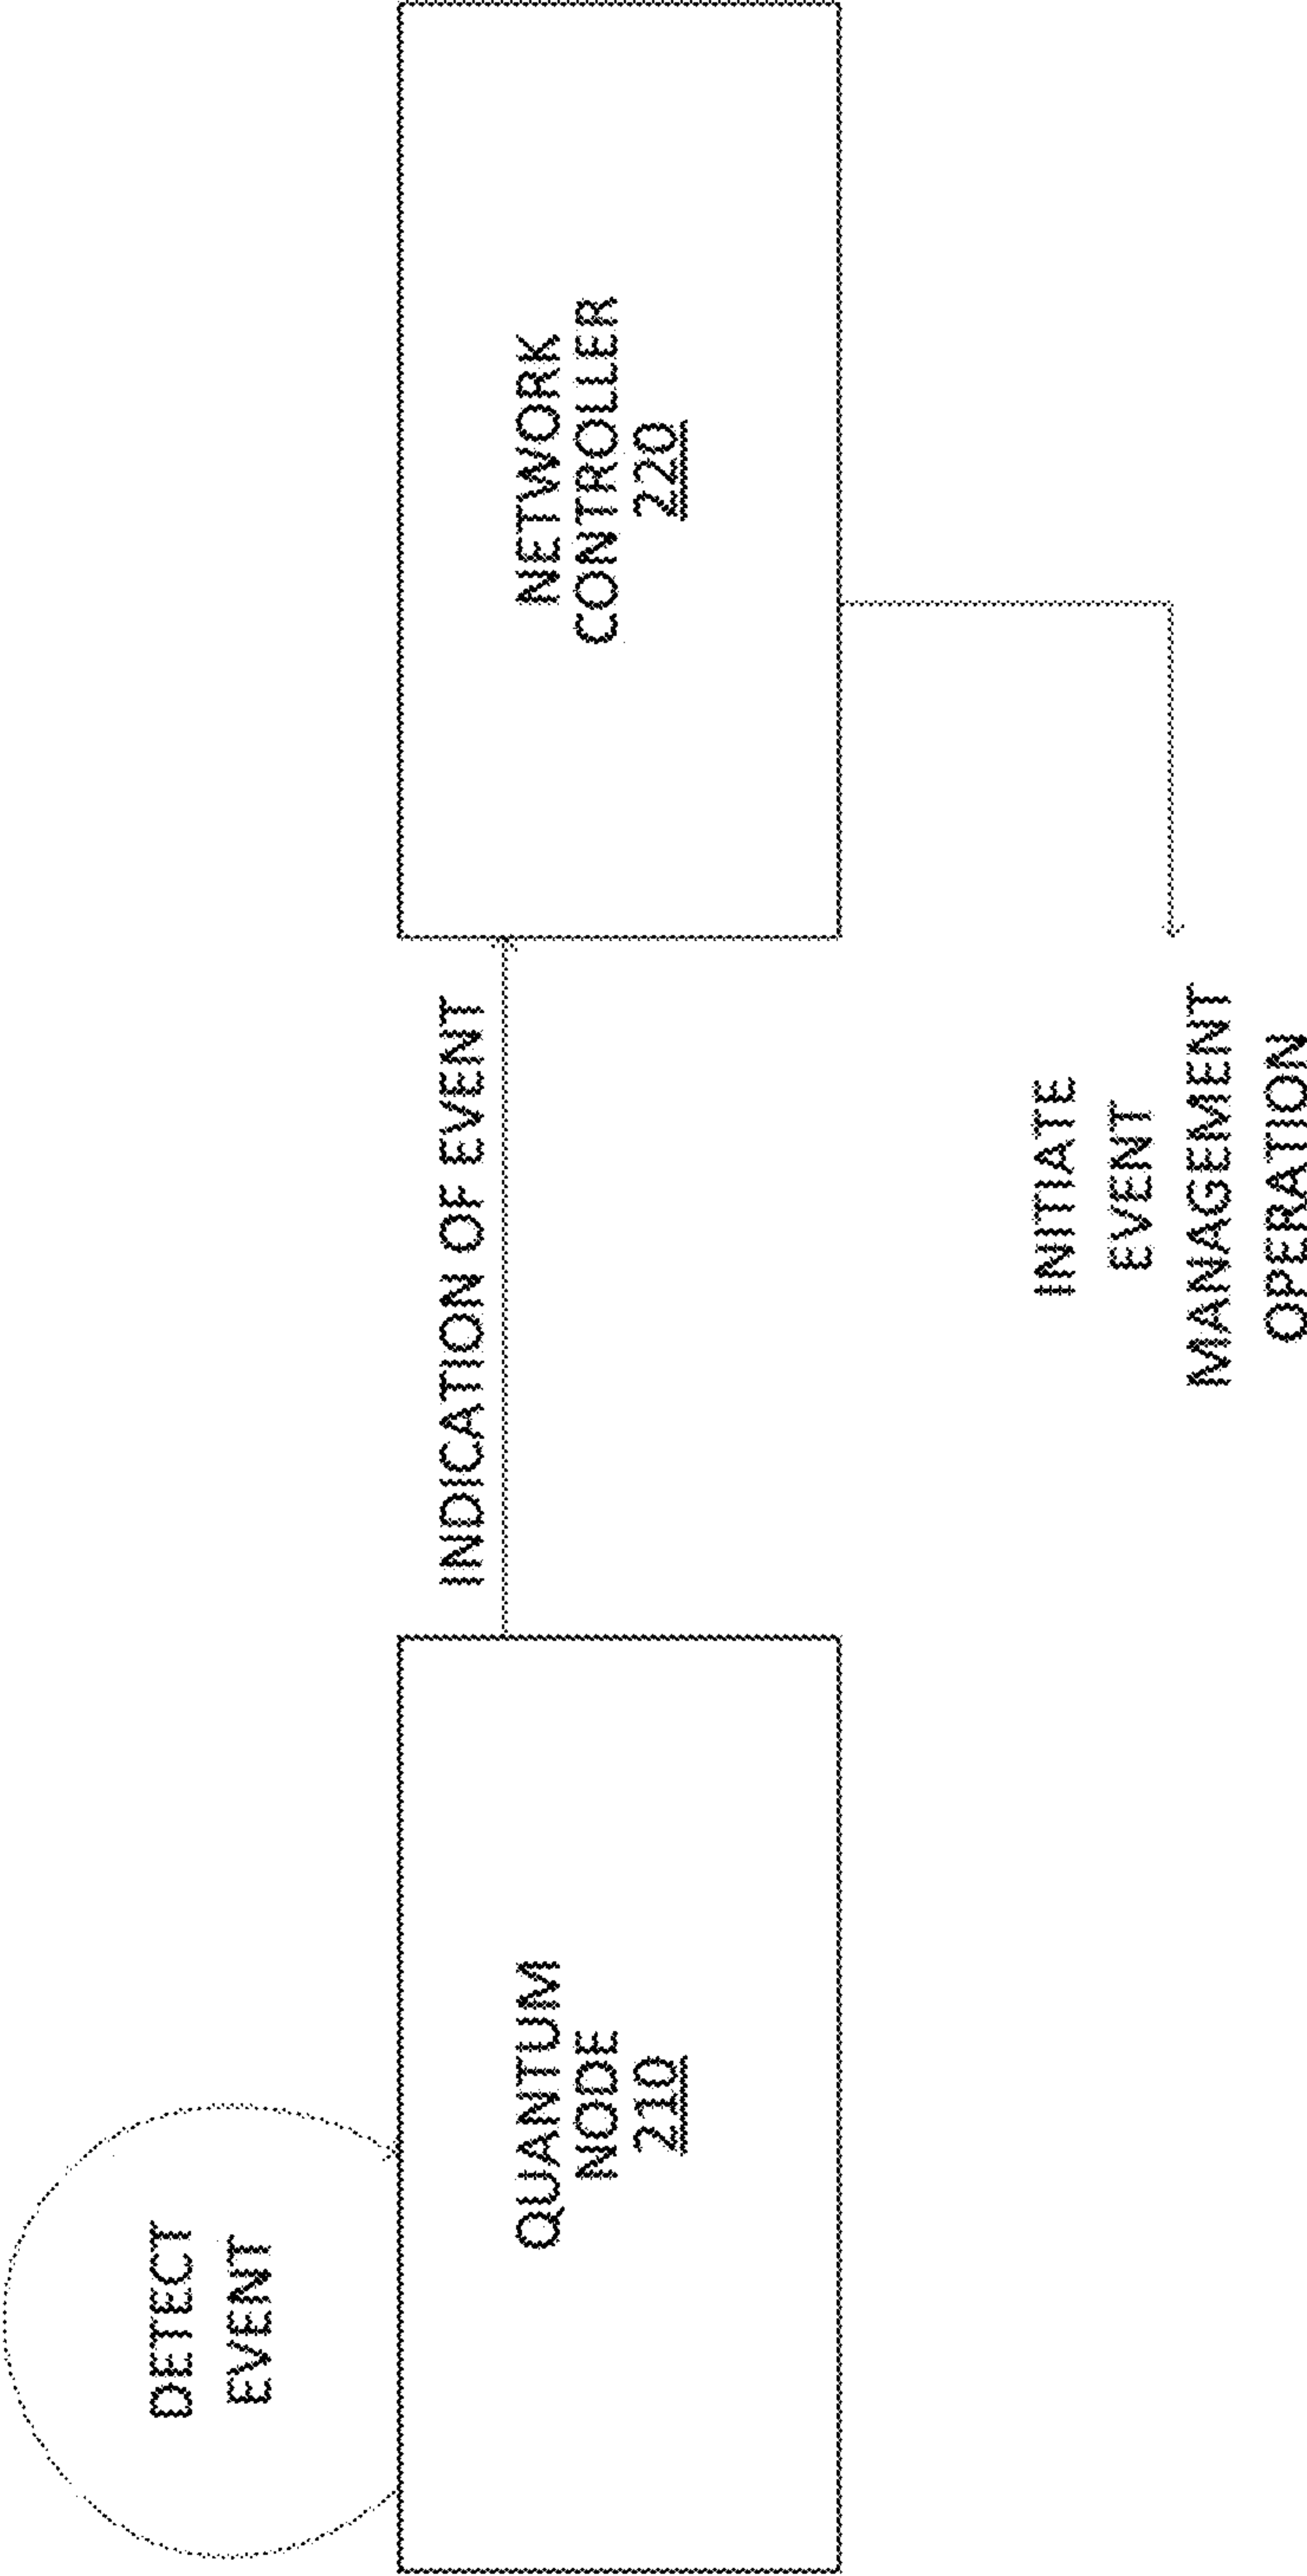 DETECT
EVENT
QUANTUM
NODE
210
INDICATION OF EVENT
NETWORK
CONTROLLER
220
INITIATE
EVENT
MANAGEMENT
OPERATION